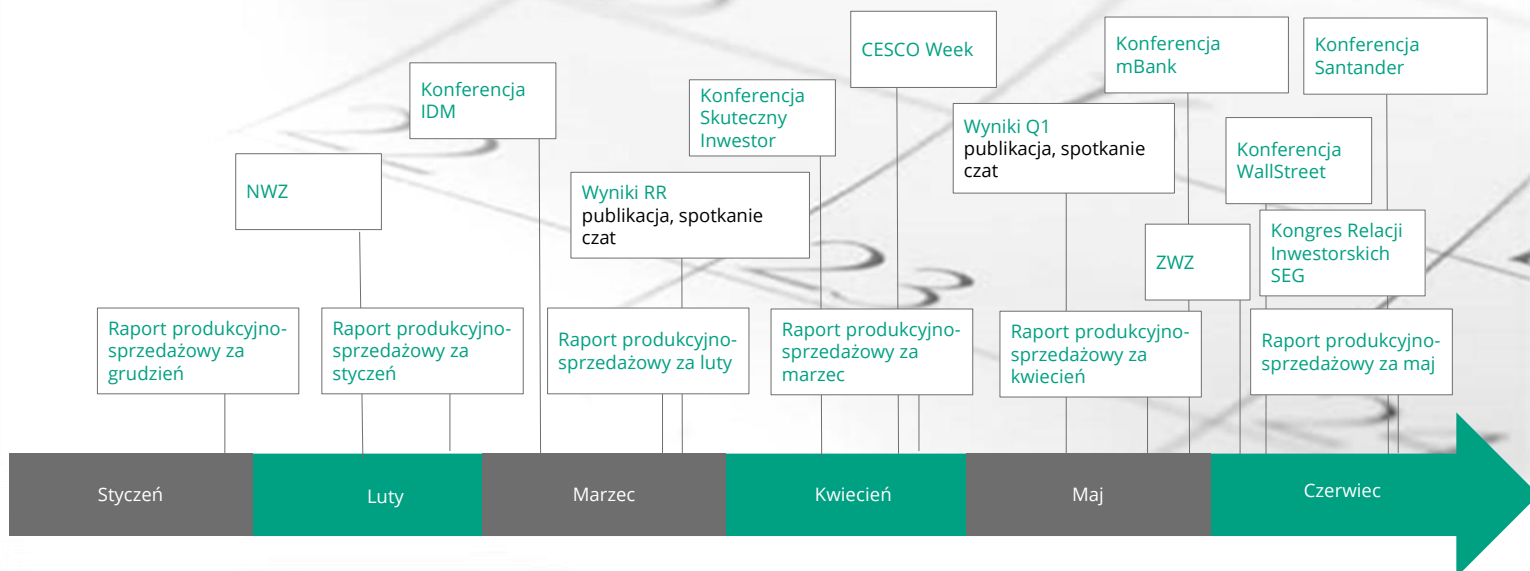 CESCO Week
Konferencja
mBank
Konferencja
Santander
Konferencja
IDM
Konferencja
Skuteczny
Inwestor
Wyniki Q1
publikacja, spotkanie
czat
Konferencja
WallStreet
NWZ
Wyniki RR
publikacja, spotkanie
czat
ZWZ
Kongres Relacji
Inwestorskich
SEG
Raport produkcyjno-
sprzedażowy za
grudzień
Raport produkcyjno-
sprzedażowy za
styczeń
Raport produkcyjno-
sprzedażowy za luty
Raport produkcyjno-
sprzedażowy za
marzec
Raport produkcyjno-
sprzedażowy za
kwiecień
Raport produkcyjno-
sprzedażowy za maj
Styczeń
Luty
Marzec
Kwiecień
Maj
Czerwiec